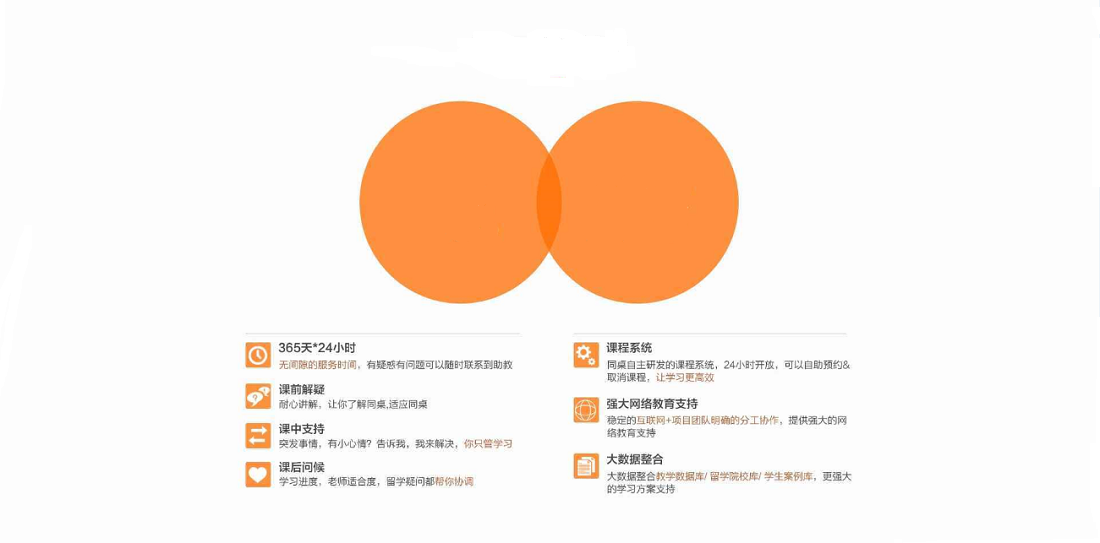 365天*24小时
无间隙的服务时间，有疑惑有问题可以随时联系到助教
课前解疑
耐心讲解，让你了解同桌,适应同桌
课中支持
突发事情，有小心情？告诉我，我来解决，你只管学习
课后问候
学习进度，老师适合度，留学疑问都帮你协调
课程系统
同桌自主研发的课程系统，24小时开放，可以自助预约&
取消课程，让学习更高效
强大网络教育支持
稳定的互联网+项目团队明确的分工协作，提供强大的网
络教育支持
大数据整合
大数据整合教学数据库/ 留学院校库/ 学生案例库，更强大
的学习方案支持